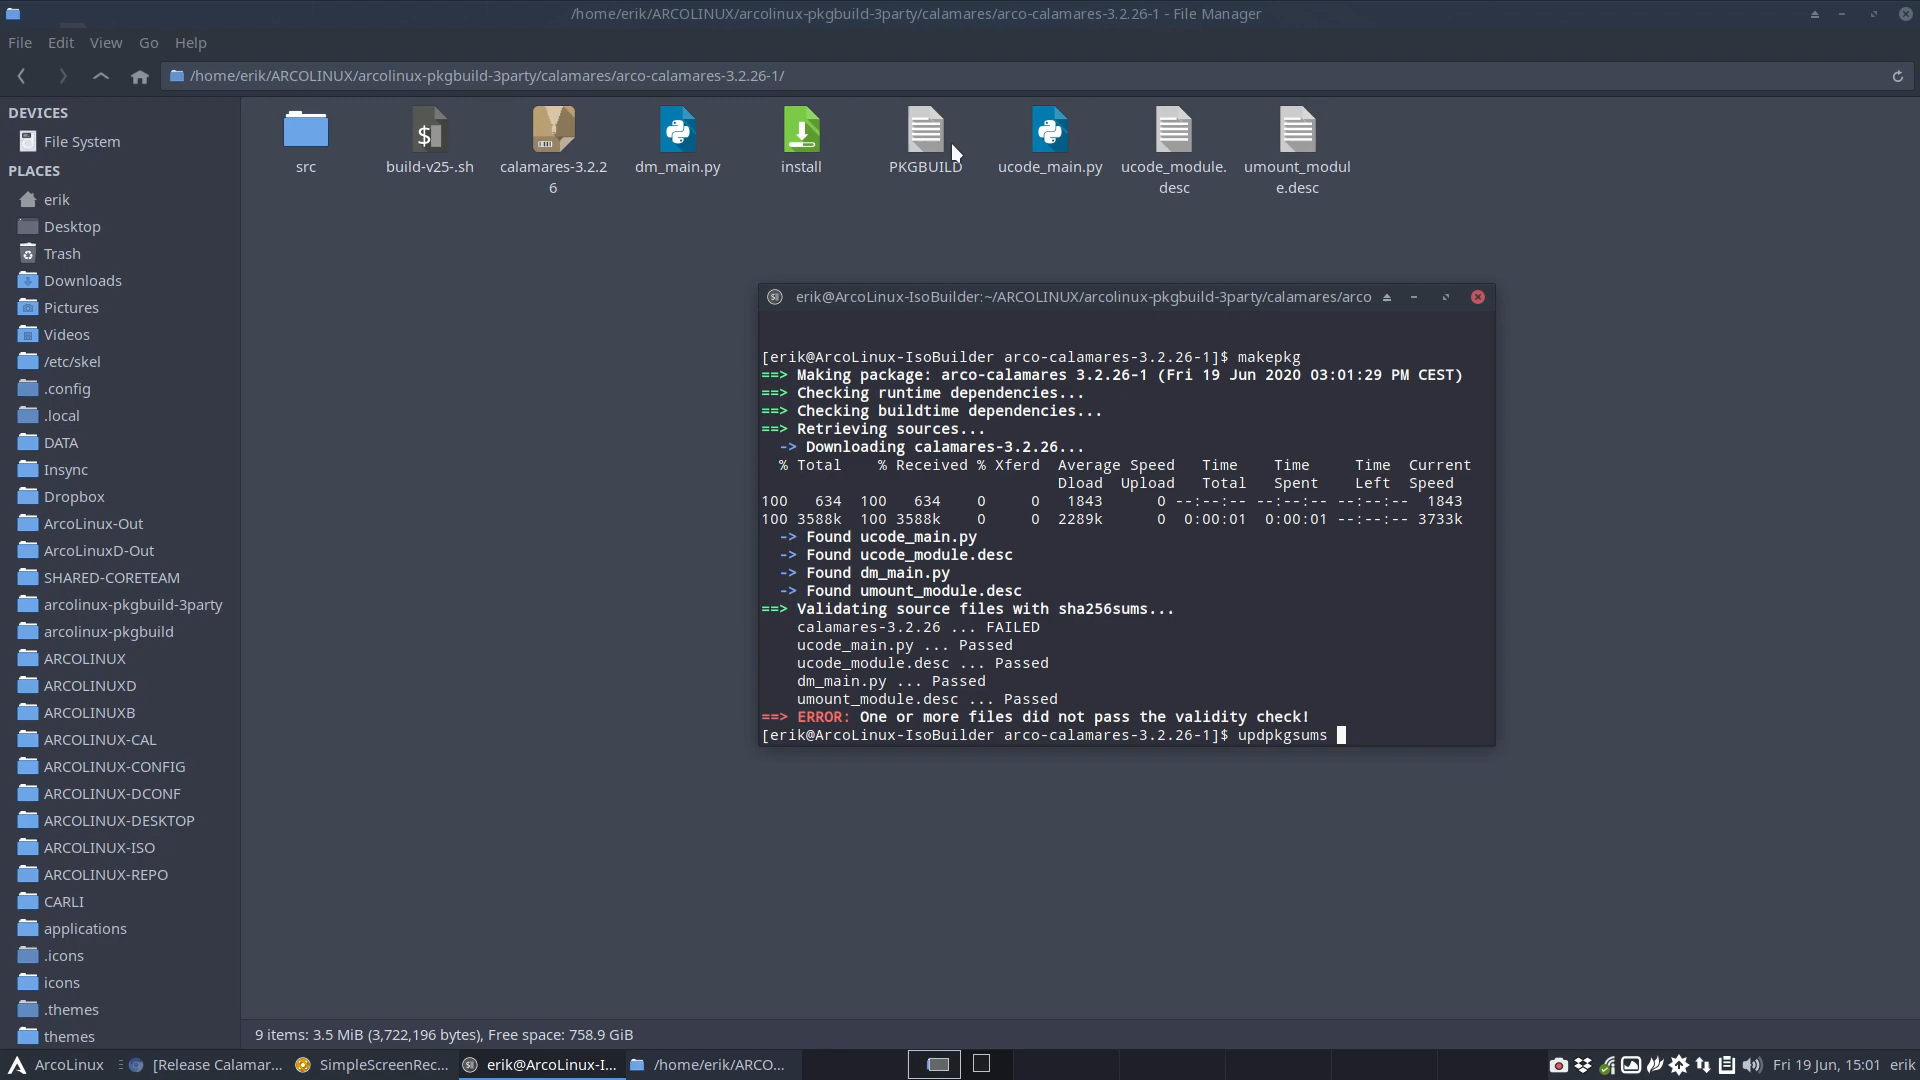 /home/erik/ARCOLINUX/arcolinux-pkgbuild-3party/calamares/arco-calamares-3.2.26-1 - File Manager
File Edit View Go Help
/home/erik/ARCOLINUX/arcolinux-pkgbuild-3party/calamares/arco-calamares-3.2.26-1/
DEVICES
File System
PLACES
erik
Desktop
Trash
Downloads
Pictures
Videos
/etc/skel
.config
.local
DATA
Insync
Dropbox
ArcoLinux-Out
ArcoLinuxD-Out
SHARED-CORETEAM
arcolinux-pkgbuild-3party
arcolinux-pkgbuild
ARCOLINUX
ARCOLINUXD
ARCOLINUXB
ARCOLINUX-CAL
ARCOLINUX-CONFIG
ARCOLINUX-DCONF
ARCOLINUX-DESKTOP
ARCOLINUX-ISO
ARCOLINUX-REPO
CARLI
applications
.icons
icons
.themes
themes
src
build-v25-.sh
calamares-3.2.2
6
dm_main.py
install
PKGBUILD
ucode_main.py
ucode_module.
desc
umount_modul
e.desc
erik@ArcoLinux-IsoBuilder:~/ARCOLINUX/arcolinux-pkgbuild-3party/calamares/arco
[erik@ArcoLinux-IsoBuilder arco-calamares-3.2.26-1]$ makepkg
==> Making package: arco-calamares 3.2.26-1 (Fri 19 Jun 2020 03:01:29 PM CEST)
==> Checking runtime dependencies...
==> Checking buildtime dependencies...
==> Retrieving sources...
-> Downloading calamares-3.2.26...
% Total % Received % Xferd Average Speed Time Time Time Current
Dload Upload Total Spent Left Speed
100 634 100 634 0 0 1843 0 --:--:-- --:--:-- --:--:-- 1843
100 3588k 100 3588k 0 0 2289k 0 0:00:01 0:00:01 --:--:-- 3733k
-> Found ucode_main.py
-> Found ucode_module.desc
-> Found dm_main.py
-> Found umount_module.desc
==> Validating source files with sha256sums...
calamares-3.2.26 ... FAILED
ucode_main.py ... Passed
ucode_module.desc ... Passed
dm_main.py ... Passed
umount_module.desc ... Passed
==> ERROR: One or more files did not pass the validity check!
[erik@ArcoLinux-IsoBuilder arco-calamares-3.2.26-1]$ updpkgsums
9 items: 3.5 MiB (3,722,196 bytes), Free space: 758.9 GiB
ArcoLinux [Release Calamar... SimpleScreenRec... erik@ArcoLinux-I... /home/erik/ARCO... Fri 19 Jun, 15:01 erik